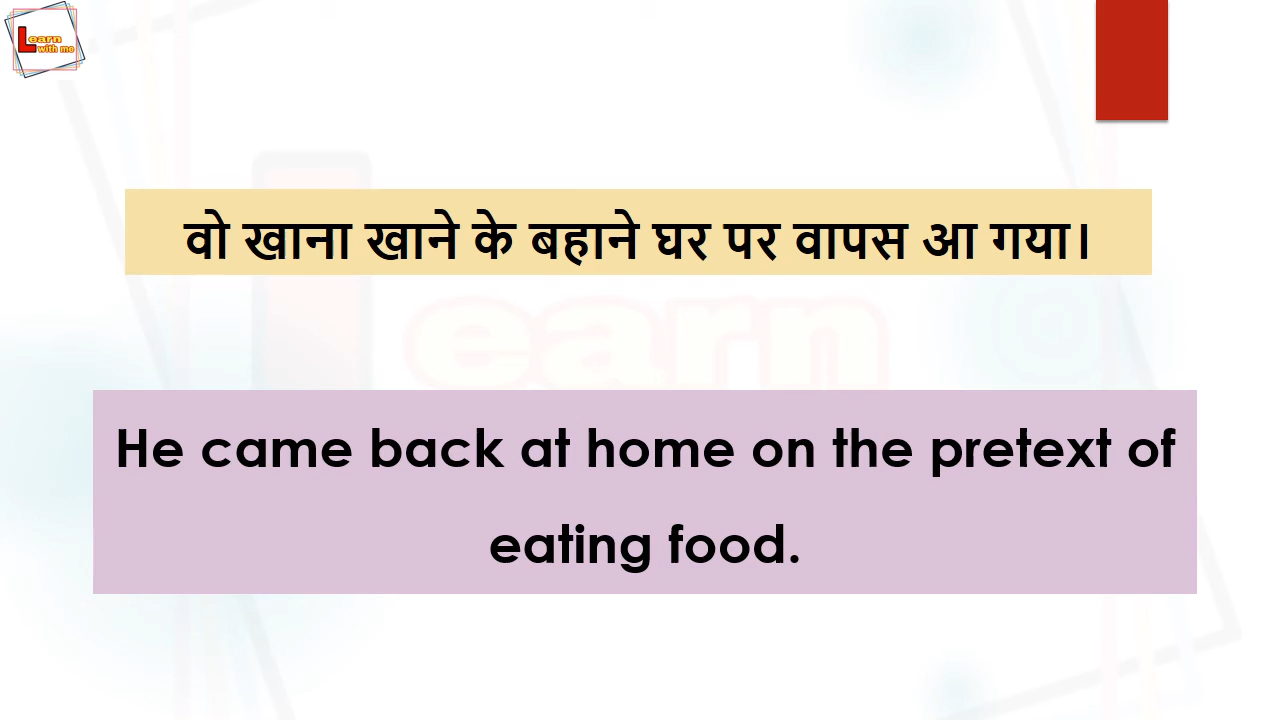 Learn
with me
वो खाना खाने के बहाने घर पर वापस आ गया।
earn
He came back at home on the pretext of
eating food.